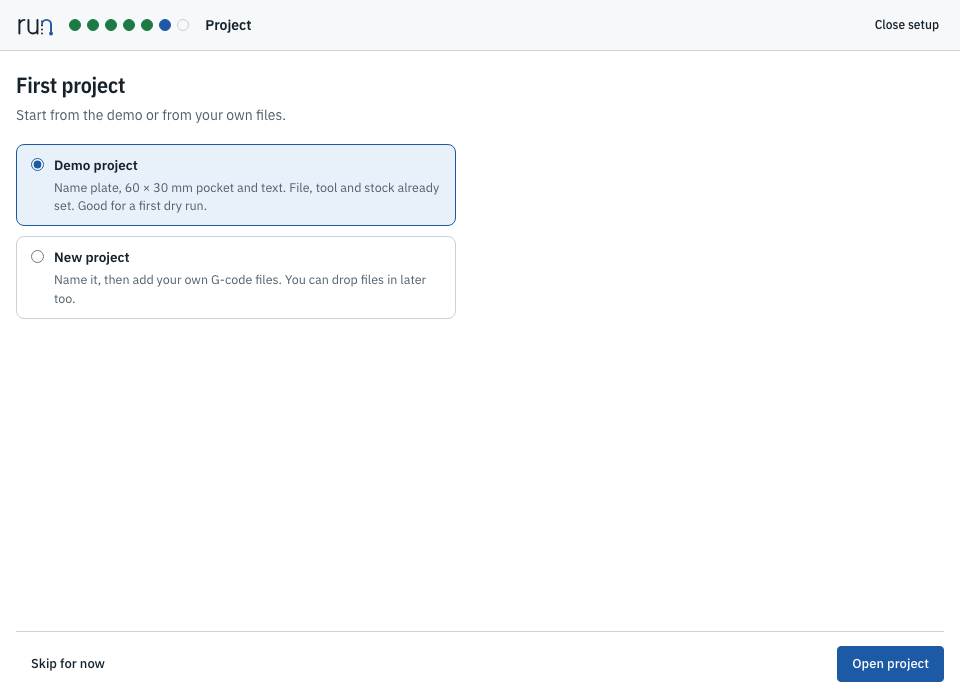 run
Project
Close setup
First project
Start from the demo or from your own files.
Demo project
Name plate, 60 × 30 mm pocket and text. File, tool and stock already
set. Good for a first dry run.
New project
Name it, then add your own G-code files. You can drop files in later
too.
Skip for now
Open project